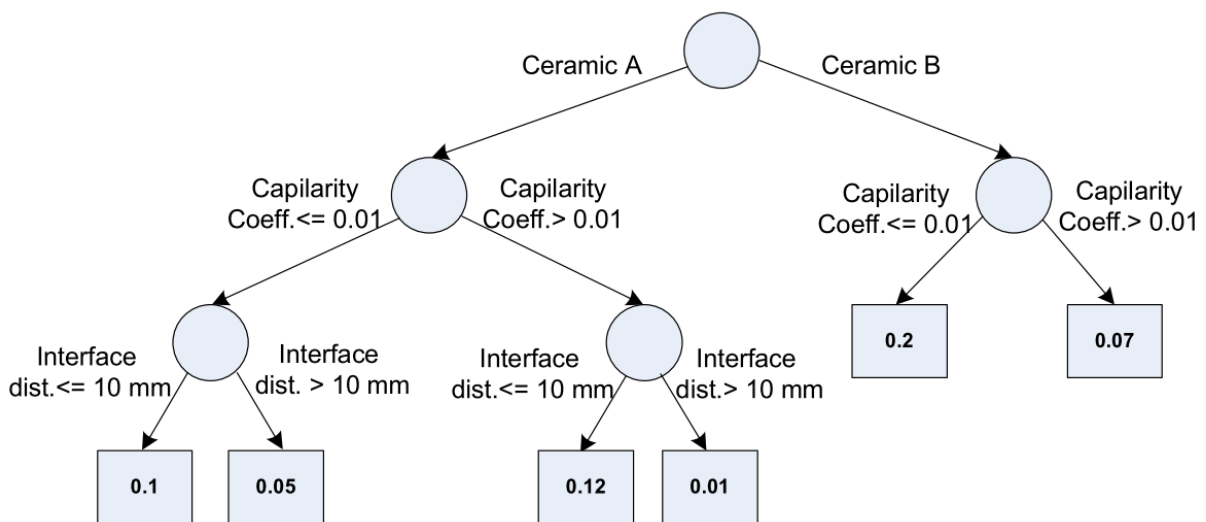 Ceramic A
Ceramic B
Capilarity
Coeff.<= 0.01
Capilarity
Coeff.> 0.01
Capilarity
Coeff.<= 0.01
Capilarity
Coeff.> 0.01
Interface
dist.<= 10 mm
Interface
dist. > 10 mm
Interface
dist.<= 10 mm
Interface
dist.> 10 mm
0.2
0.07
0.1
0.05
0.12
0.01